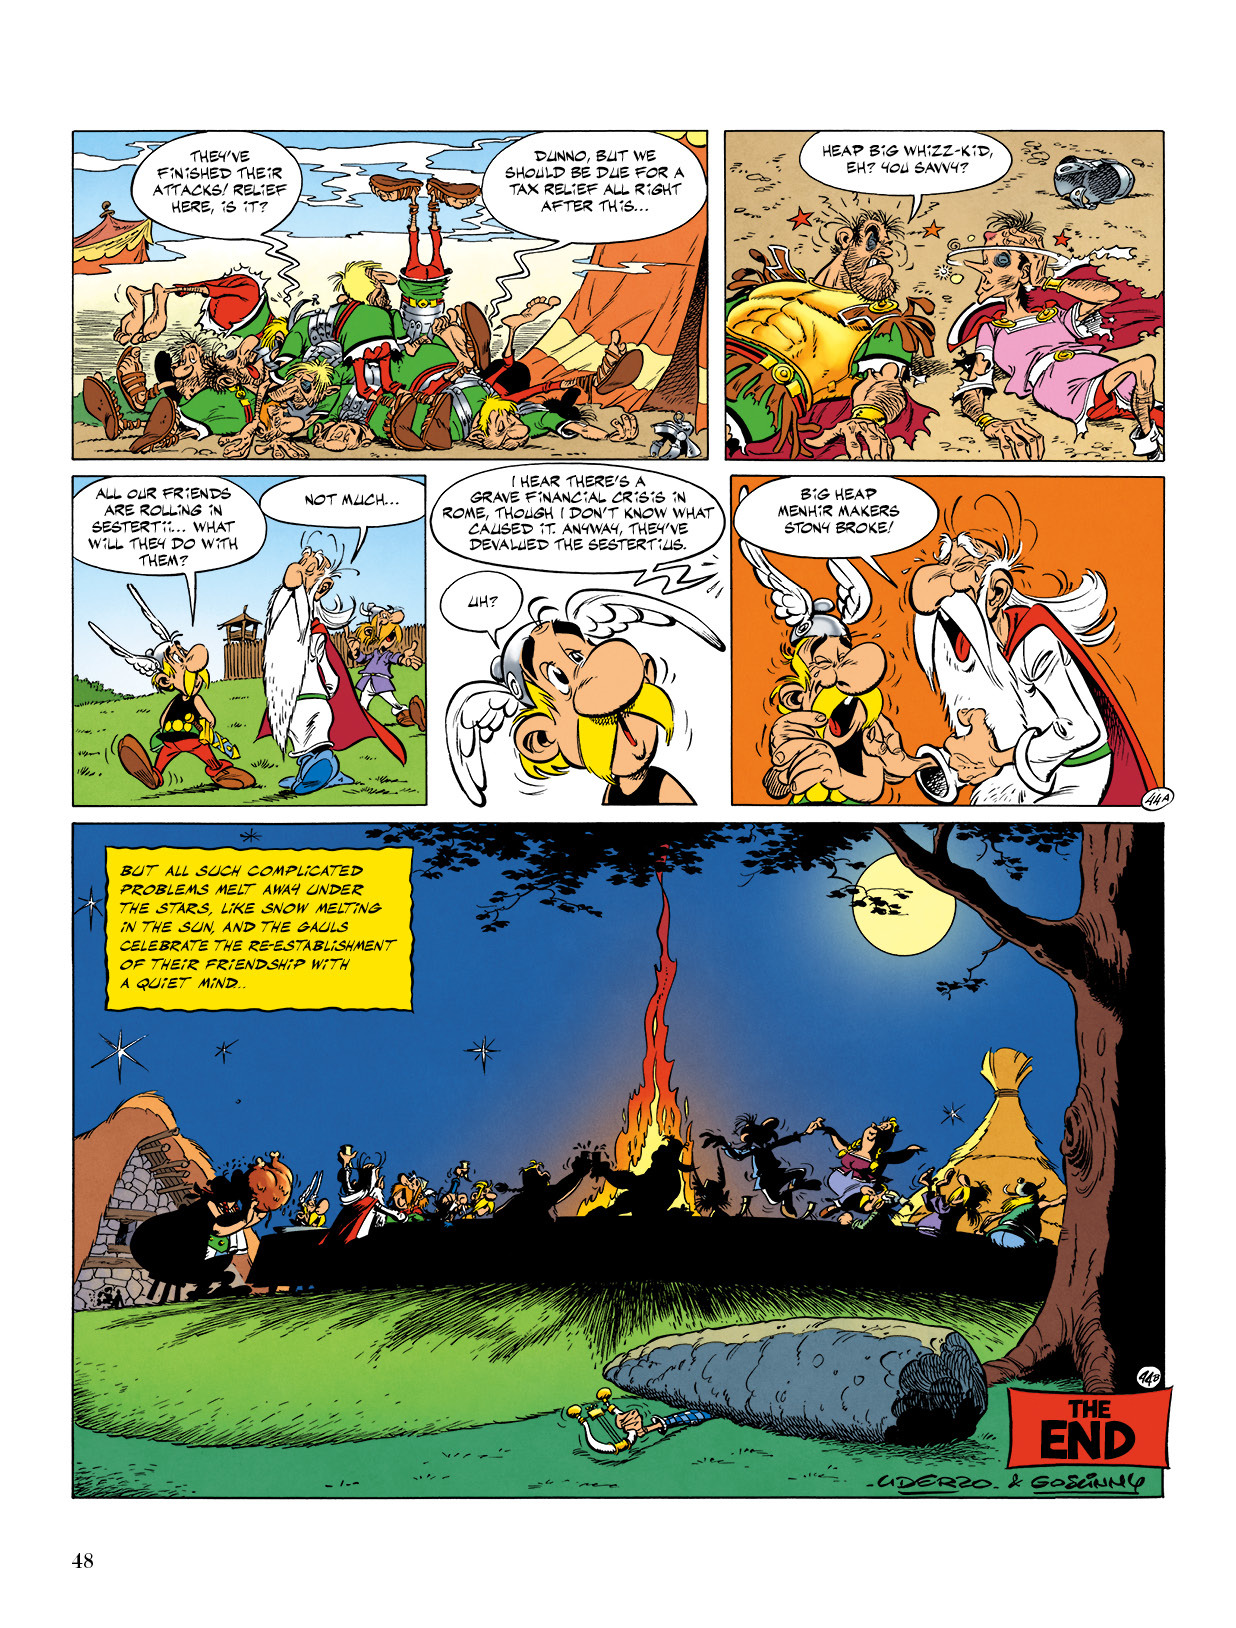 THEY'VE
FINISHED THEIR
ATTACKS! RELIEF
HERE, IS IT?
DUNNO, BUT WE
SHOULD BE DUE FOR A
TAX RELIEF ALL RIGHT
AFTER THIS...
HEAP BIG WHIZZ-KID,
EH? YOU SAVVY?
ALL OUR FRIENDS
ARE ROLLING IN
SESTERTII... WHAT
WILL THEY DO WITH
THEM?
NOT MUCH...
I HEAR THERE'S A
GRAVE FINANCIAL CRISIS IN
ROME, THOUGH I DON'T KNOW WHAT
CAUSED IT. ANYWAY, THEY'VE
DEVALUED THE SESTERTIUS.
UH?
BIG HEAP
MENHIR MAKERS
STONY BROKE!
44A
BUT ALL SUCH COMPLICATED
PROBLEMS MELT AWAY UNDER
THE STARS, LIKE SNOW MELTING
IN THE SUN, AND THE GAULS
CELEBRATE THE RE-ESTABLISHMENT
OF THEIR FRIENDSHIP WITH
A QUIET MIND..
44B
THE
END
-UDERZO- & GOSCINNY
48